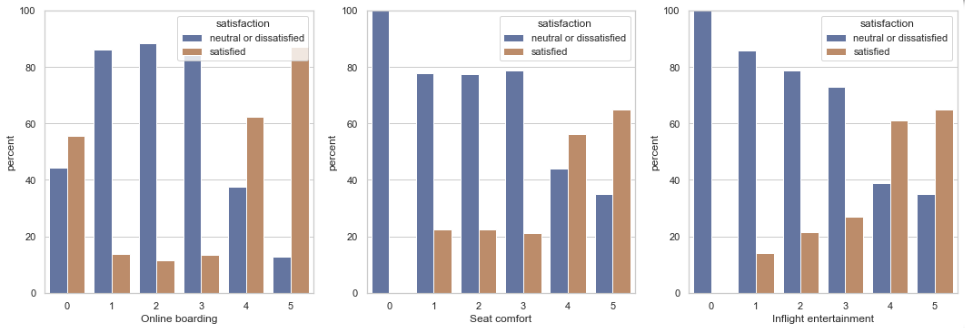 satisfaction
neutral or dissatisfied
satisfied
100
80
60
40
20
0
percent
0 1 2 3 4 5
Online boarding
satisfaction
neutral or dissatisfied
satisfied
100
80
60
40
20
0
percent
0 1 2 3 4 5
Seat comfort
satisfaction
neutral or dissatisfied
satisfied
100
80
60
40
20
0
percent
0 1 2 3 4 5
Inflight entertainment